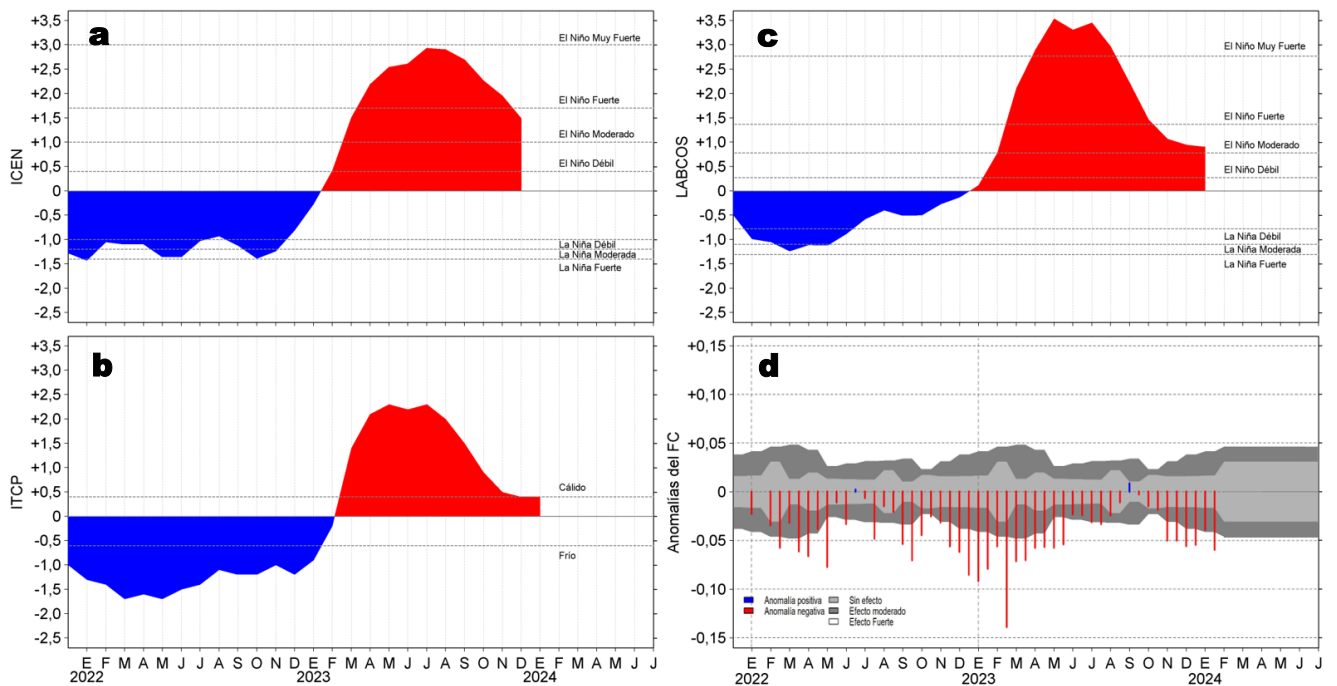 a
ICEN
+3,5
+3,0
+2,5
+2,0
+1,5
+1,0
+0,5
0
-0,5
-1,0
-1,5
-2,0
-2,5
El Niño Muy Fuerte
El Niño Fuerte
El Niño Moderado
El Niño Débil
La Niña Débil
La Niña Moderada
La Niña Fuerte
b
ITCP
+3,5
+3,0
+2,5
+2,0
+1,5
+1,0
+0,5
0
-0,5
-1,0
-1,5
-2,0
-2,5
Cálido
Frío
E F M A M J J A S O N D E F M A M J J A S O N D E F M A M J J
2022 2023 2024
c
LABCOS
+3,5
+3,0
+2,5
+2,0
+1,5
+1,0
+0,5
0
-0,5
-1,0
-1,5
-2,0
-2,5
El Niño Muy Fuerte
El Niño Fuerte
El Niño Moderado
El Niño Débil
La Niña Débil
La Niña Moderada
La Niña Fuerte
d
Anomalías del FC
+0,15
+0,10
+0,05
0
-0,05
-0,10
-0,15
Anomalía positiva Sin efecto
Anomalía negativa Efecto moderado
Efecto Fuerte
E F M A M J J A S O N D E F M A M J J A S O N D E F M A M J J
2022 2023 2024